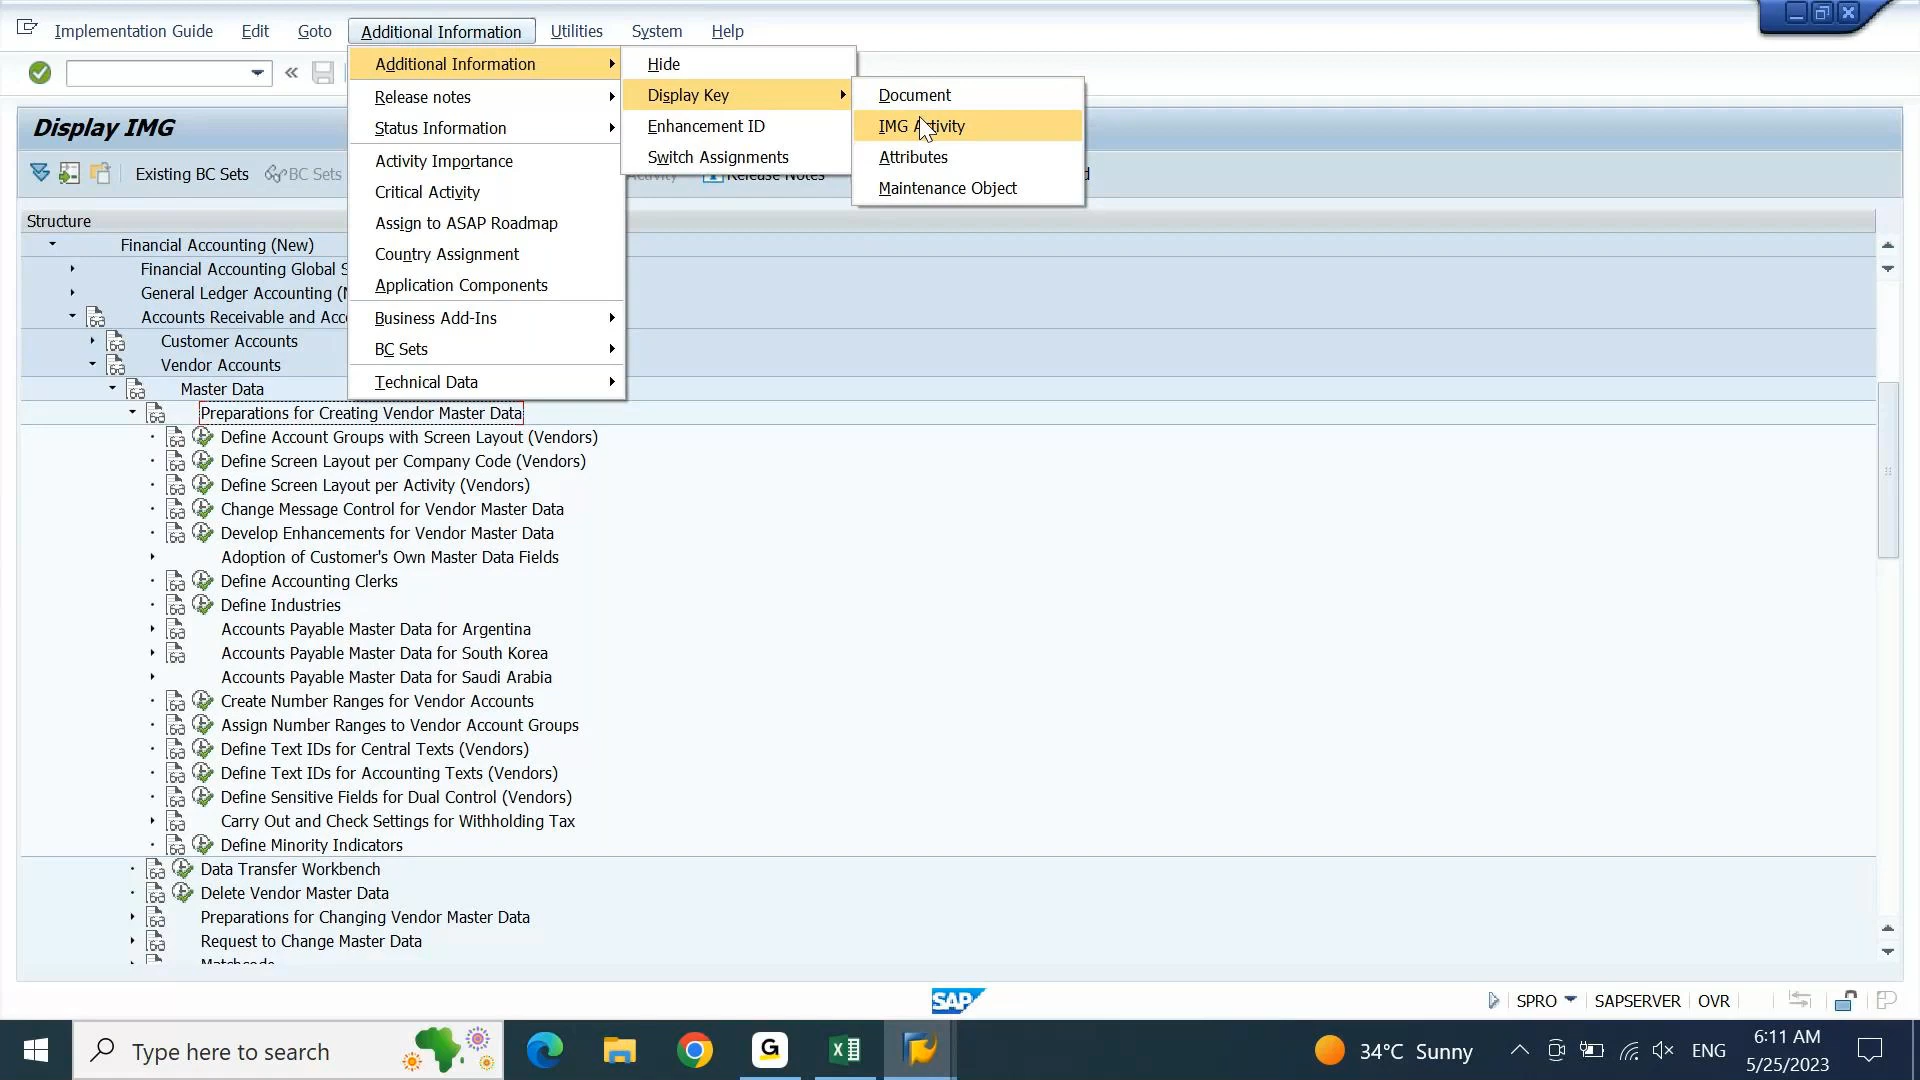 Implementation Guide Edit Goto Additional Information Utilities System Help
Additional Information
Release notes
Status Information
Activity Importance
Critical Activity
Assign to ASAP Roadmap
Country Assignment
Application Components
Business Add-Ins
BC Sets
Technical Data
Hide
Display Key
Enhancement ID
Switch Assignments
Document
IMG Activity
Attributes
Maintenance Object
Display IMG
Existing BC Sets BC Sets Activity Release Notes
Structure
Financial Accounting (New)
Financial Accounting Global S
General Ledger Accounting (N
Accounts Receivable and Acco
Customer Accounts
Vendor Accounts
Master Data
Preparations for Creating Vendor Master Data
Define Account Groups with Screen Layout (Vendors)
Define Screen Layout per Company Code (Vendors)
Define Screen Layout per Activity (Vendors)
Change Message Control for Vendor Master Data
Develop Enhancements for Vendor Master Data
Adoption of Customer's Own Master Data Fields
Define Accounting Clerks
Define Industries
Accounts Payable Master Data for Argentina
Accounts Payable Master Data for South Korea
Accounts Payable Master Data for Saudi Arabia
Create Number Ranges for Vendor Accounts
Assign Number Ranges to Vendor Account Groups
Define Text IDs for Central Texts (Vendors)
Define Text IDs for Accounting Texts (Vendors)
Define Sensitive Fields for Dual Control (Vendors)
Carry Out and Check Settings for Withholding Tax
Define Minority Indicators
Data Transfer Workbench
Delete Vendor Master Data
Preparations for Changing Vendor Master Data
Request to Change Master Data
Matchcode
SAP
SPRO SAPSERVER OVR
Type here to search
G
34°C Sunny
ENG
6:11 AM
5/25/2023